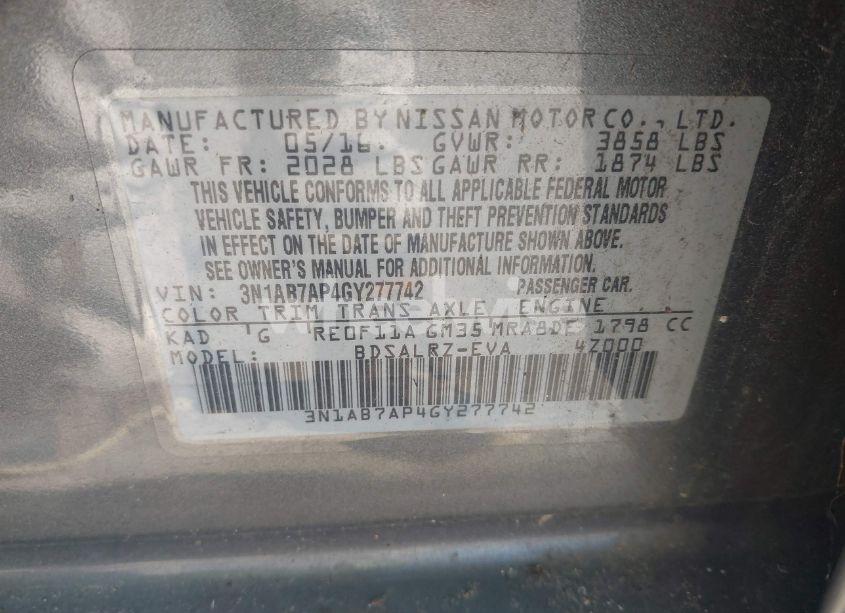 MANUFACTURED BY NISSAN MOTOR CO., LTD.
DATE: 05/16 GVWR: 3858 LBS
GAWR FR: 2028 LBS GAWR RR: 1874 LBS
THIS VEHICLE CONFORMS TO ALL APPLICABLE FEDERAL MOTOR
VEHICLE SAFETY, BUMPER AND THEFT PREVENTION STANDARDS
IN EFFECT ON THE DATE OF MANUFACTURE SHOWN ABOVE.
SEE OWNER'S MANUAL FOR ADDITIONAL INFORMATION.
VIN: 3N1AB7AP4GY277742 PASSENGER CAR.
COLOR TRIM TRANS AXLE ENGINE
KAD G RE0F11A GM35 MRA8DE 1798 CC
MODEL: BDSALRZ-EVA 4Z000
3N1AB7AP4GY277742